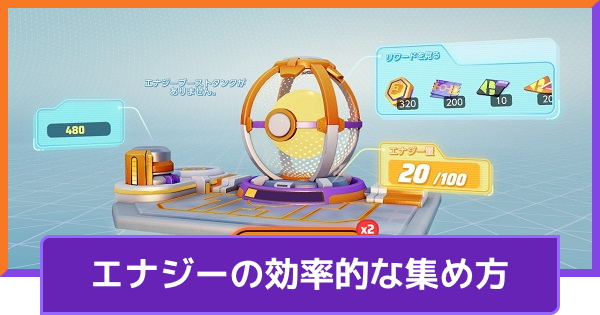 エナジーブーストタンクが
ありません。
リワードを見る
320
200
10
20
480
エナジー量
20/100
x2
エナジーの効率的な集め方